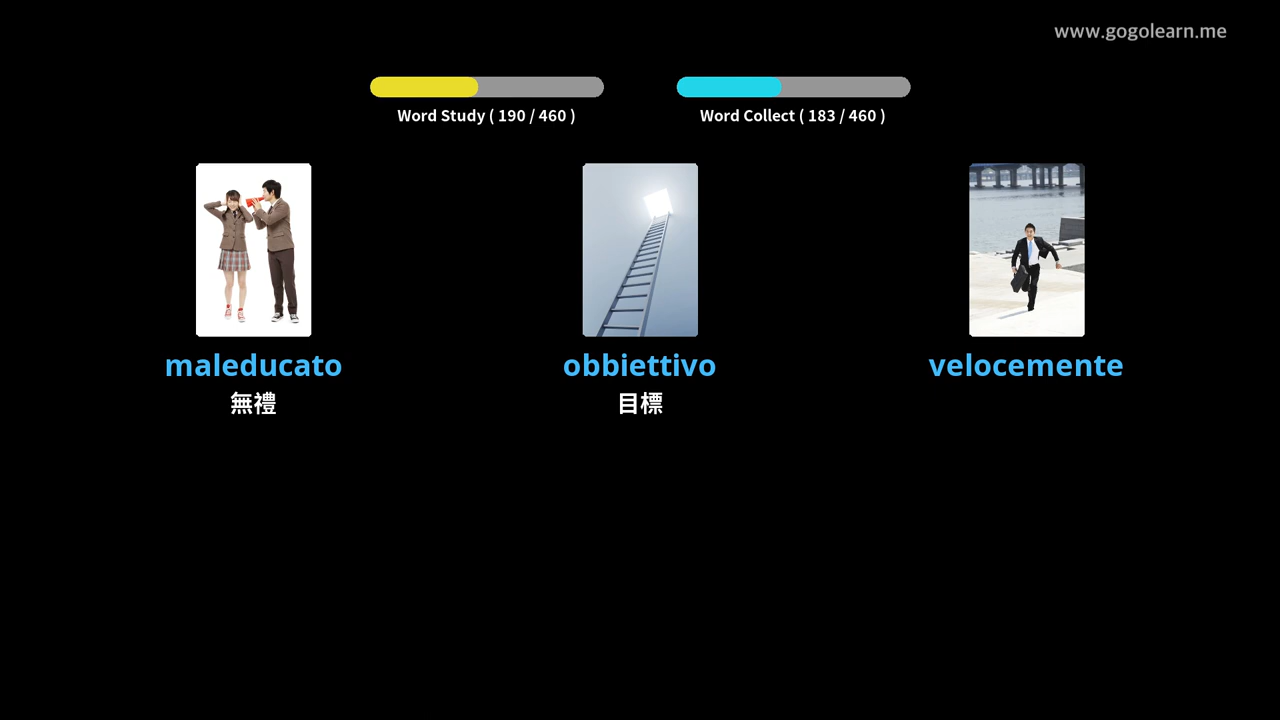 www.gogolearn.me
Word Study ( 190 / 460 )
Word Collect ( 183 / 460 )
maleducato
無禮
obbiettivo
目標
velocemente